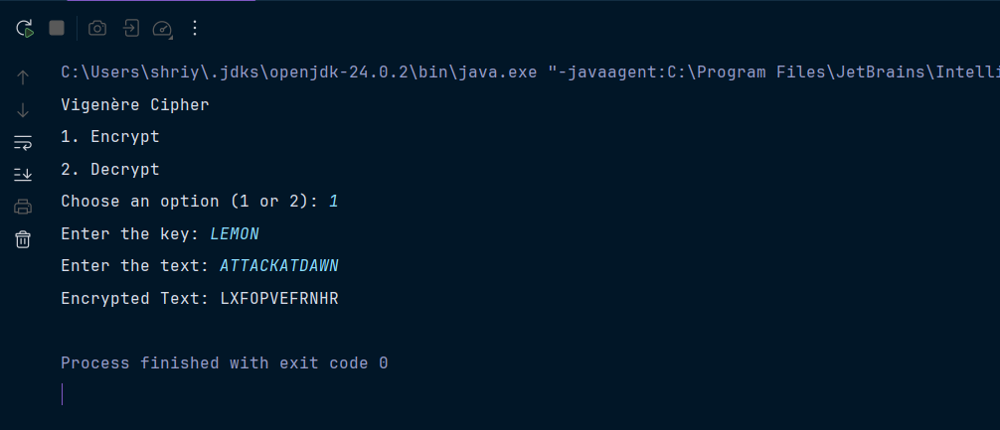 C:\Users\shriy\.jdks\openjdk-24.0.2\bin\java.exe "-javaagent:C:\Program Files\JetBrains\Intelli
Vigenère Cipher
1. Encrypt
2. Decrypt
Choose an option (1 or 2): 1
Enter the key: LEMON
Enter the text: ATTACKATDAWN
Encrypted Text: LXFOPVEFRNHR
Process finished with exit code 0